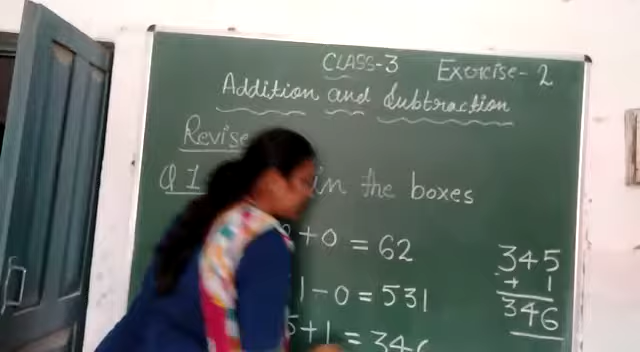 CLASS-3 Exercise-2
Addition and Subtraction
Revise
Q1 in the boxes
+0 = 62
1-0 = 531
5+1 = 346
345
+ 1
346